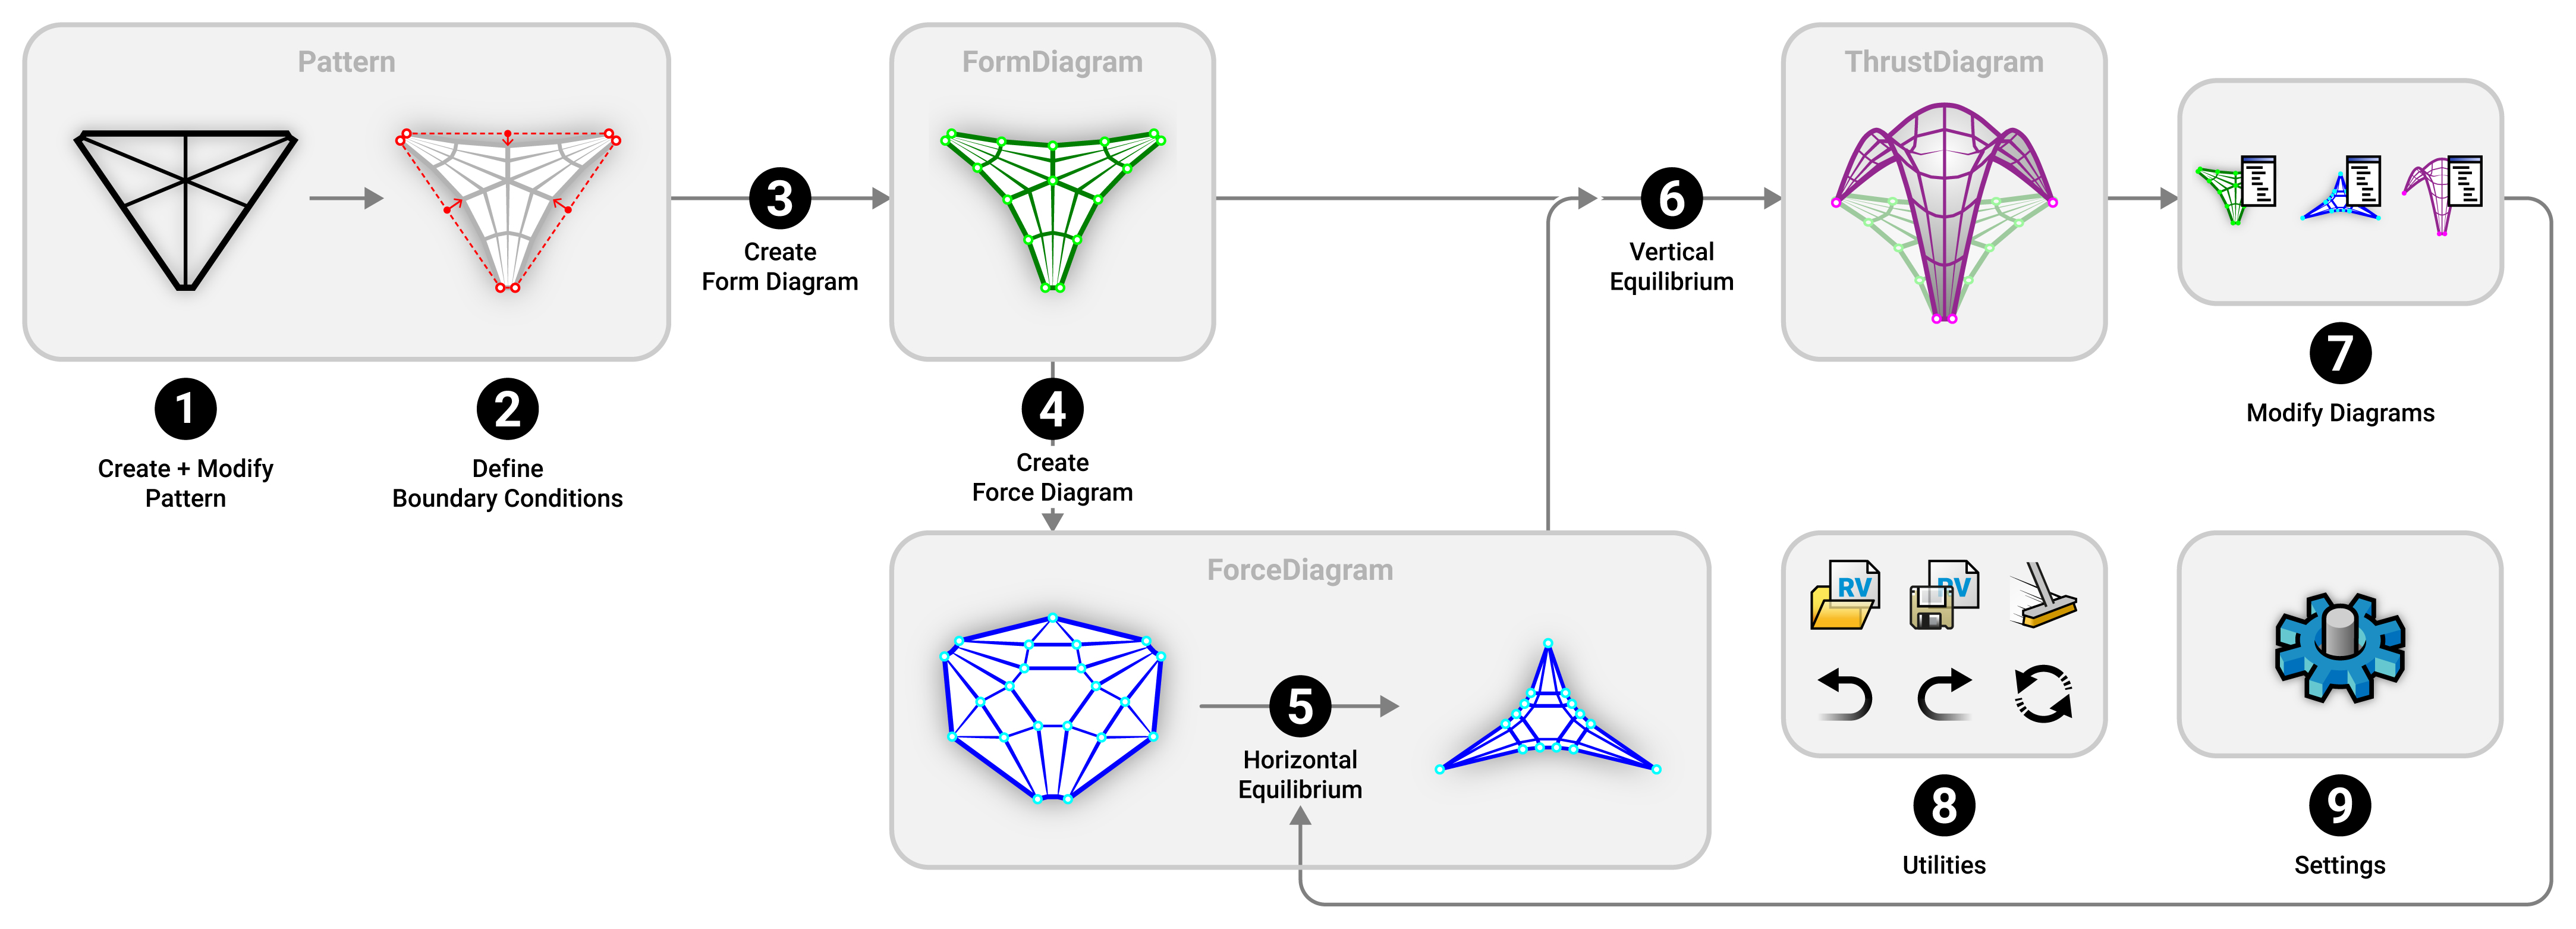 Pattern
FormDiagram
ThrustDiagram
3
Create
Form Diagram
6
Vertical
Equilibrium
1
Create + Modify
Pattern
2
Define
Boundary Conditions
4
Create
Force Diagram
7
Modify Diagrams
ForceDiagram
5
Horizontal
Equilibrium
RV
RV
8
Utilities
9
Settings